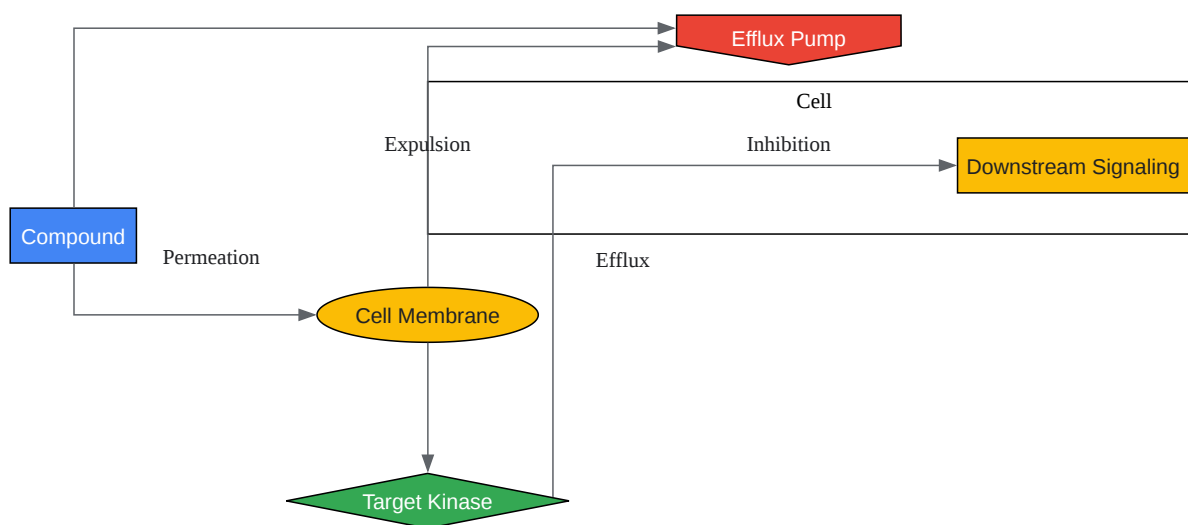 Efflux Pump
Cell
Expulsion
Inhibition
Downstream Signaling
Compound
Permeation
Efflux
Cell Membrane
Target Kinase